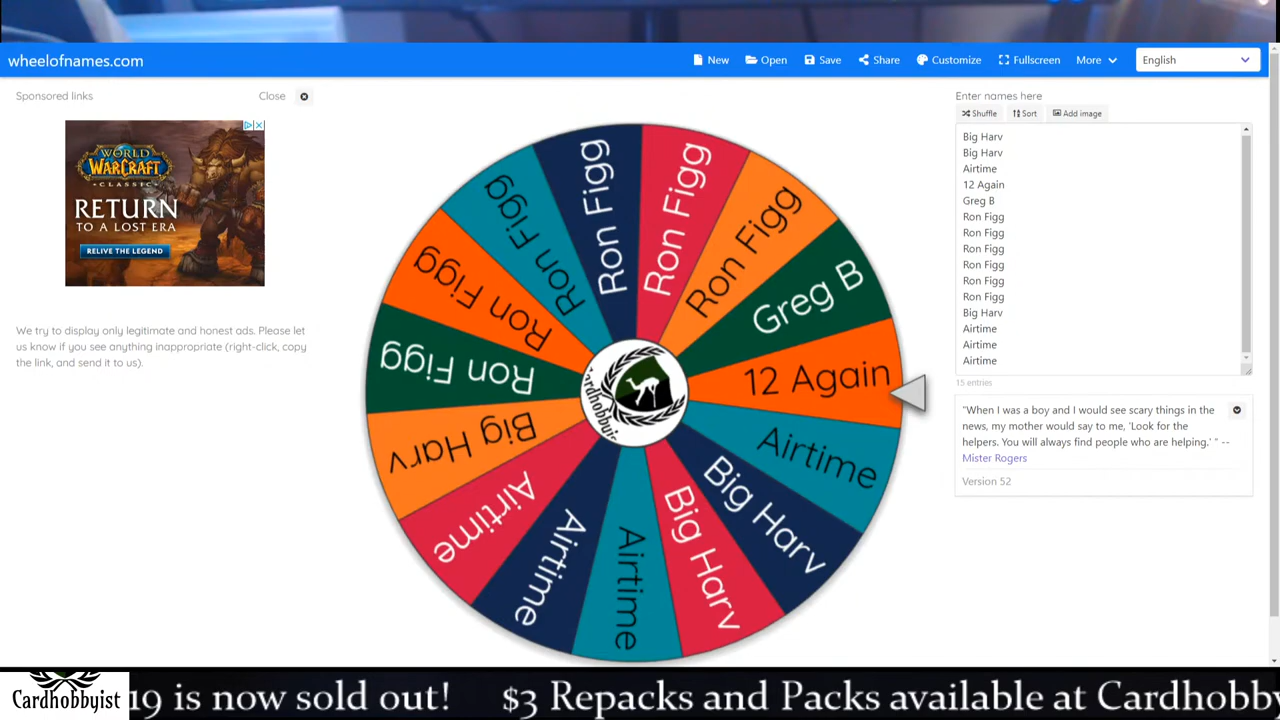 wheelofnames.com
New
Open
Save
Share
Customize
Fullscreen
More
English
Sponsored links
Close
WORLD OF WARCRAFT
CLASSIC
RETURN
TO A LOST ERA
RELIVE THE LEGEND
We try to display only legitimate and honest ads. Please let
us know if you see anything inappropriate (right-click, copy
the link, and send it to us).
Ron Figg
Ron Figg
Ron Figg
Greg B
12 Again
Airtime
Big Harv
Big Harv
Airtime
Airtime
Airtime
Big Harv
Ron Figg
Ron Figg
Ron Figg
Cardhobbyist
Enter names here
Shuffle
Sort
Add image
Big Harv
Big Harv
Airtime
12 Again
Greg B
Ron Figg
Ron Figg
Ron Figg
Ron Figg
Ron Figg
Ron Figg
Big Harv
Airtime
Airtime
Airtime
15 entries
"When I was a boy and I would see scary things in the
news, my mother would say to me, 'Look for the
helpers. You will always find people who are helping.' " --
Mister Rogers
Version 52
Cardhobbyist
19 is now sold out! $3 Repacks and Packs available at Cardhobby